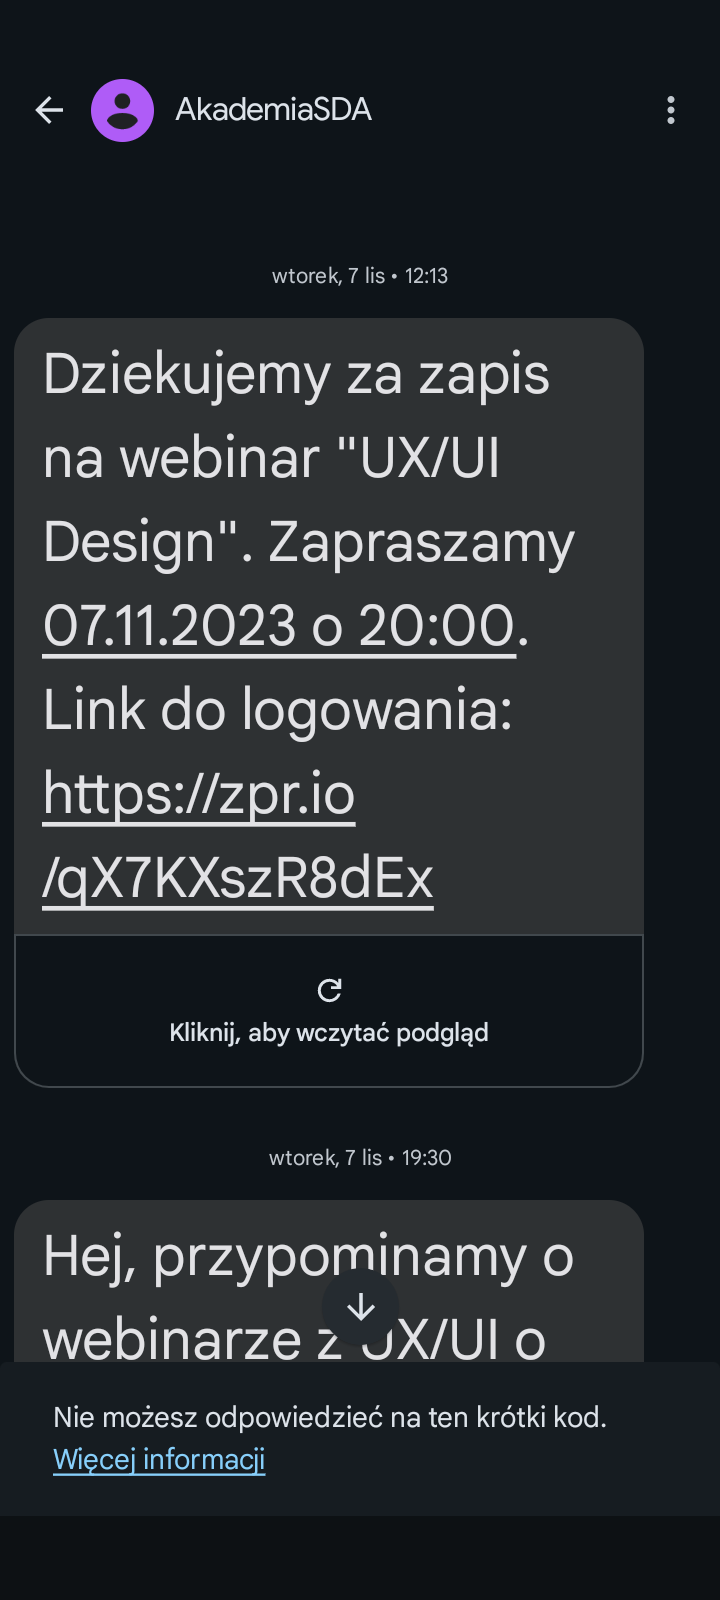 AkademiaSDA
wtorek, 7 lis • 12:13
Dziekujemy za zapis
na webinar "UX/UI
Design". Zapraszamy
07.11.2023 o 20:00.
Link do logowania:
https://zpr.io
/qX7KXszR8dEx
Kliknij, aby wczytać podgląd
wtorek, 7 lis • 19:30
Hej, przypominamy o
webinarze z UX/UI o
Nie możesz odpowiedzieć na ten krótki kod.
Więcej informacji